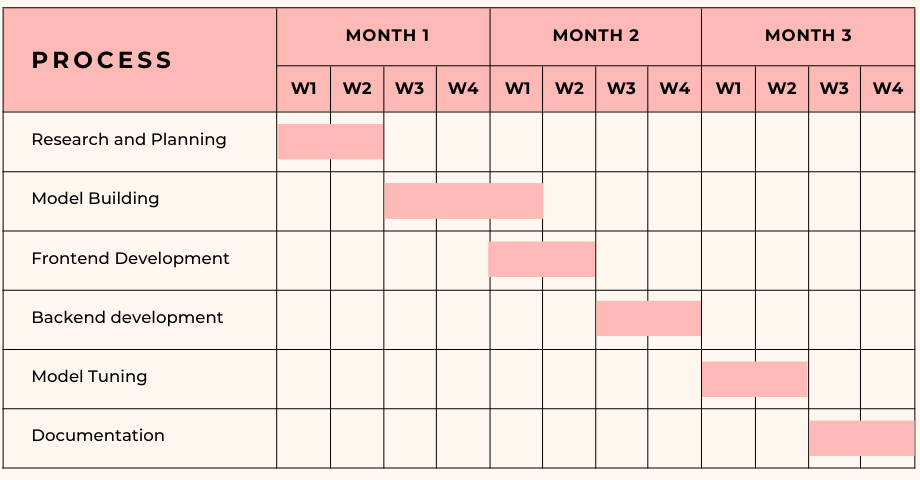 PROCESS
MONTH 1 MONTH 2 MONTH 3
W1 W2 W3 W4 W1 W2 W3 W4 W1 W2 W3 W4
Research and Planning
Model Building
Frontend Development
Backend development
Model Tuning
Documentation